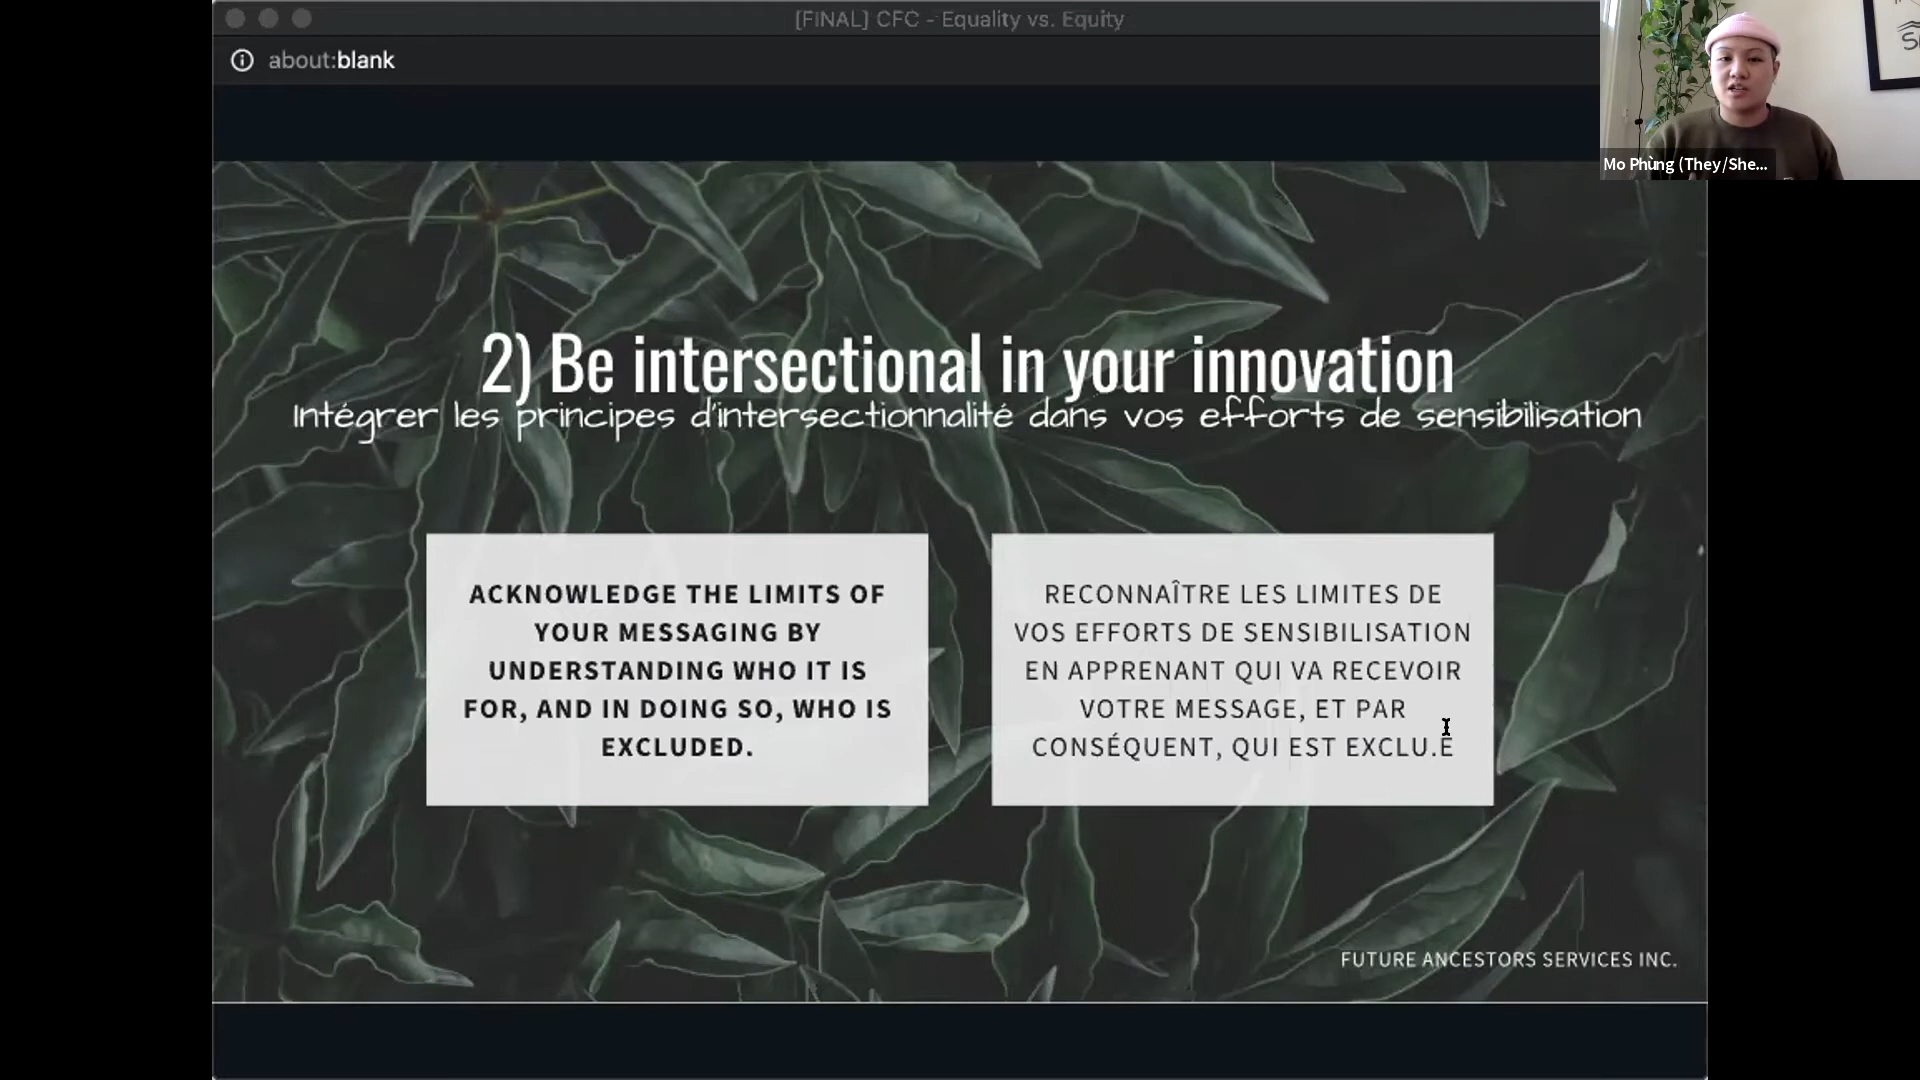 [FINAL] CFC - Equality vs. Equity
about:blank
Mo Phùng (They/She...
2) Be intersectional in your innovation
Intégrer les principes d'intersectionnalité dans vos efforts de sensibilisation
ACKNOWLEDGE THE LIMITS OF
YOUR MESSAGING BY
UNDERSTANDING WHO IT IS
FOR, AND IN DOING SO, WHO IS
EXCLUDED.
RECONNAÎTRE LES LIMITES DE
VOS EFFORTS DE SENSIBILISATION
EN APPRENANT QUI VA RECEVOIR
VOTRE MESSAGE, ET PAR
CONSÉQUENT, QUI EST EXCLU.E
FUTURE ANCESTORS SERVICES INC.